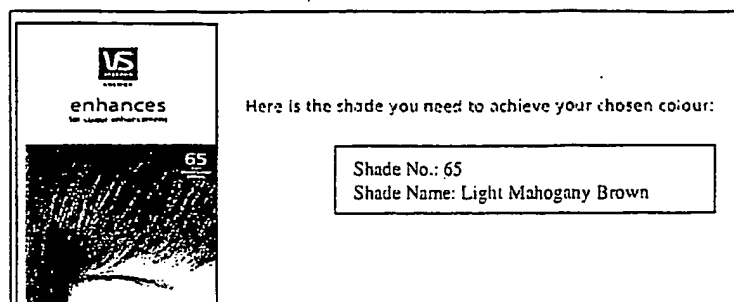 VS
enhances
65
Here is the shade you need to achieve your chosen colour:
Shade No.: 65
Shade Name: Light Mahogany Brown